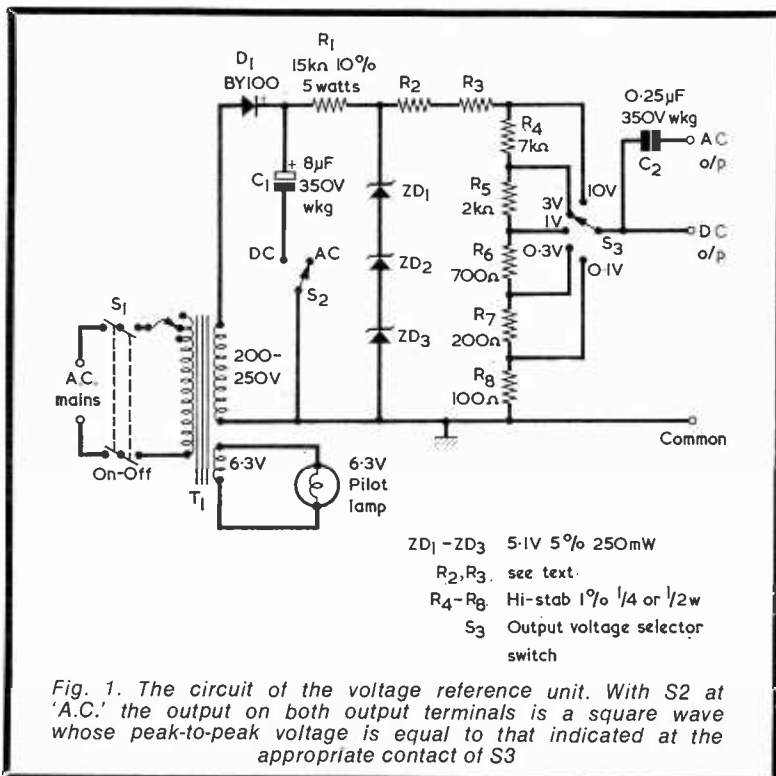 D1
BY100
R1
15kΩ 10%
5 watts
R2
R3
R4
7kΩ
0·25μF
350V wkg
C2
AC
o/p
+ 8μF
350V
wkg
C1
ZD1
R5
2kΩ
10V
3V
1V
S3
DC
o/p
DC
AC
S2
ZD2
R6
700Ω
0·3V
0·1V
S1
ZD3
R7
200Ω
200-
250V
R8
100Ω
A.C.
mains
Common
On-Off
T1
6·3V
6·3V
Pilot
lamp
ZD1 -ZD3 5·1V 5% 250mW
R2,R3. see text.
R4-R8. Hi-stab 1% 1/4 or 1/2w
S3 Output voltage selector
switch
Fig. 1. The circuit of the voltage reference unit. With S2 at
'A.C.' the output on both output terminals is a square wave
whose peak-to-peak voltage is equal to that indicated at the
appropriate contact of S3